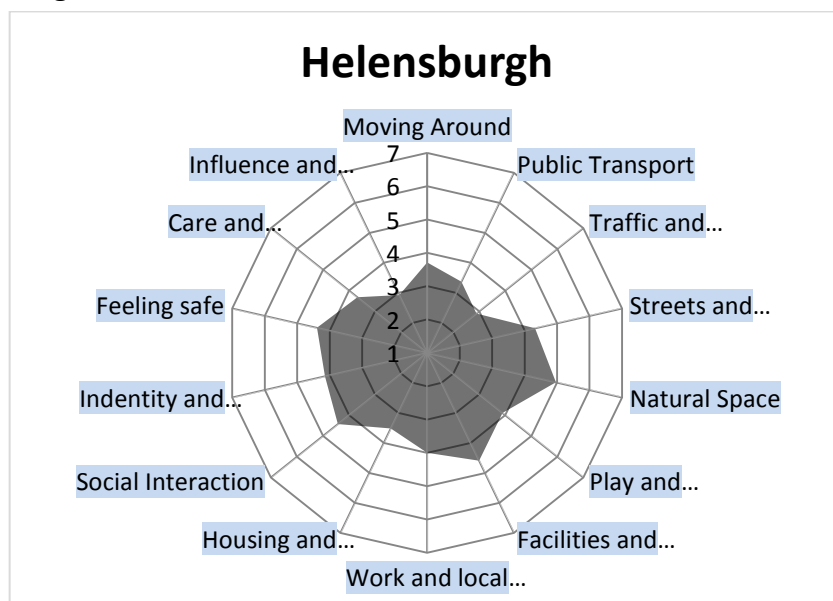 Helensburgh
Moving Around
Public Transport
Traffic and...
Streets and...
Natural Space
Play and...
Facilities and...
Work and local...
Housing and...
Social Interaction
Indentity and...
Feeling safe
Care and...
Influence and...
7
6
5
4
3
2
1